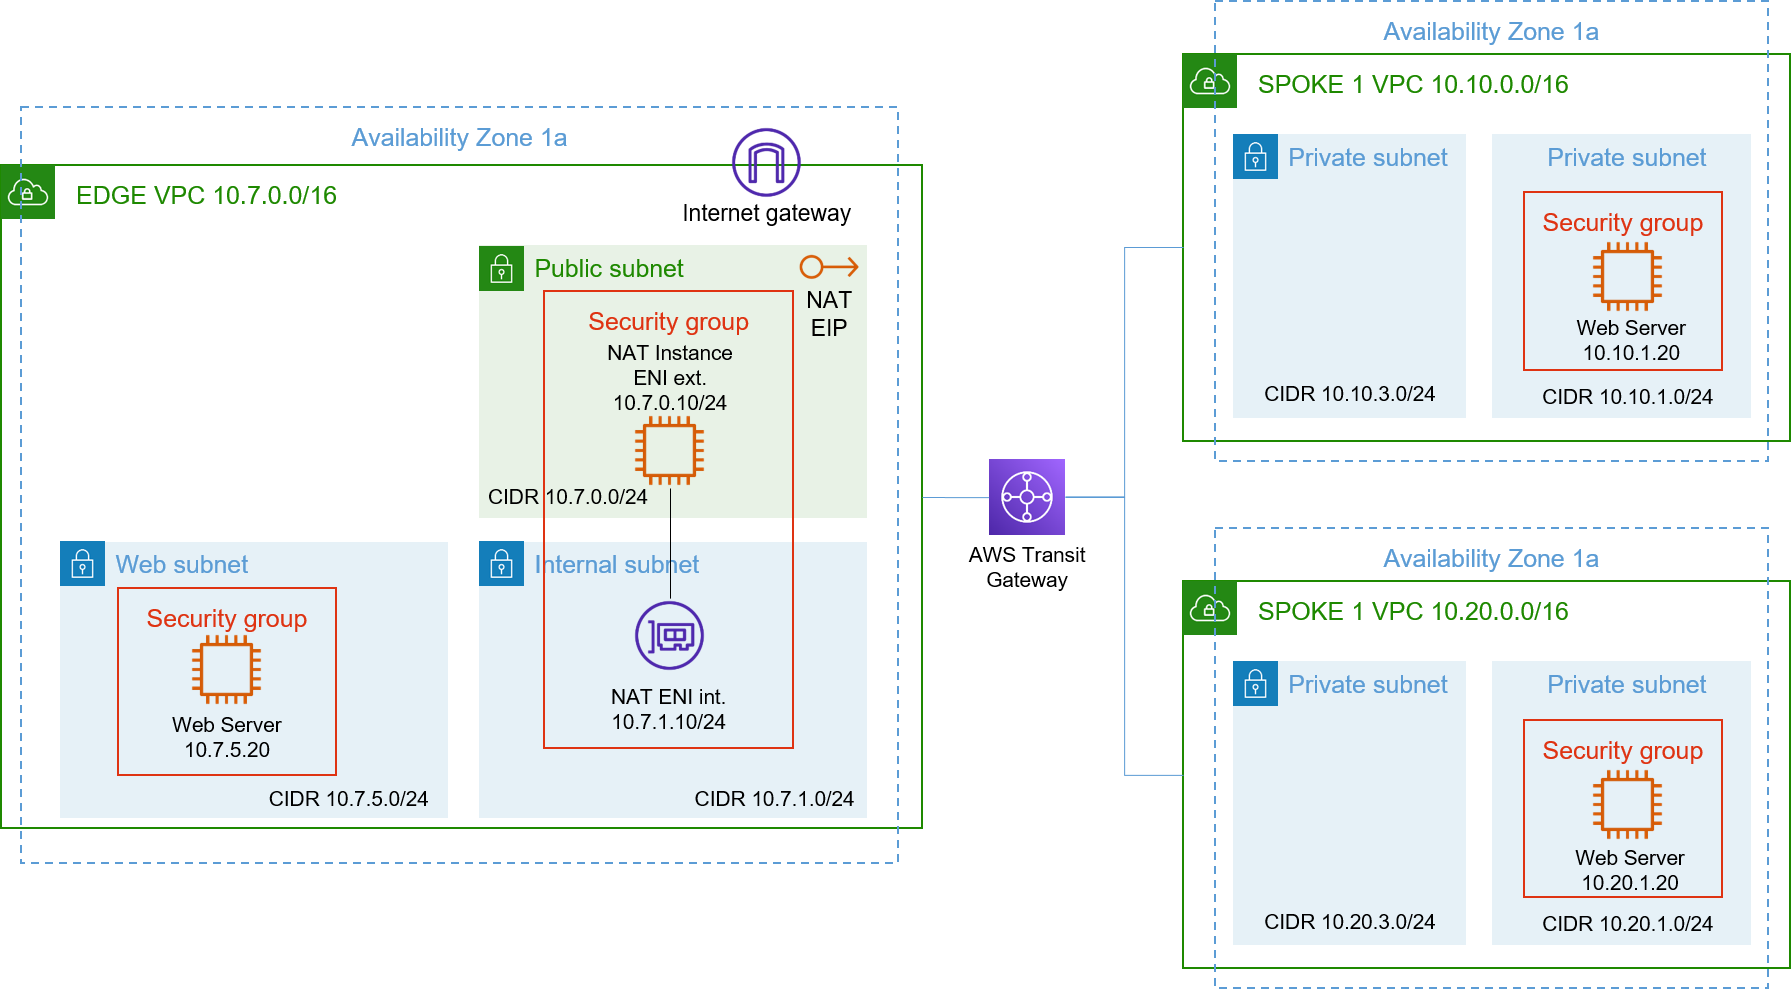 Availability Zone 1a
EDGE VPC 10.7.0.0/16
Internet gateway
Public subnet
NAT
EIP
Security group
NAT Instance
ENI ext.
10.7.0.10/24
CIDR 10.7.0.0/24
Web subnet
Security group
Web Server
10.7.5.20
CIDR 10.7.5.0/24
Internal subnet
NAT ENI int.
10.7.1.10/24
CIDR 10.7.1.0/24
AWS Transit
Gateway
Availability Zone 1a
SPOKE 1 VPC 10.10.0.0/16
Private subnet
CIDR 10.10.3.0/24
Private subnet
Security group
Web Server
10.10.1.20
CIDR 10.10.1.0/24
Availability Zone 1a
SPOKE 1 VPC 10.20.0.0/16
Private subnet
CIDR 10.20.3.0/24
Private subnet
Security group
Web Server
10.20.1.20
CIDR 10.20.1.0/24